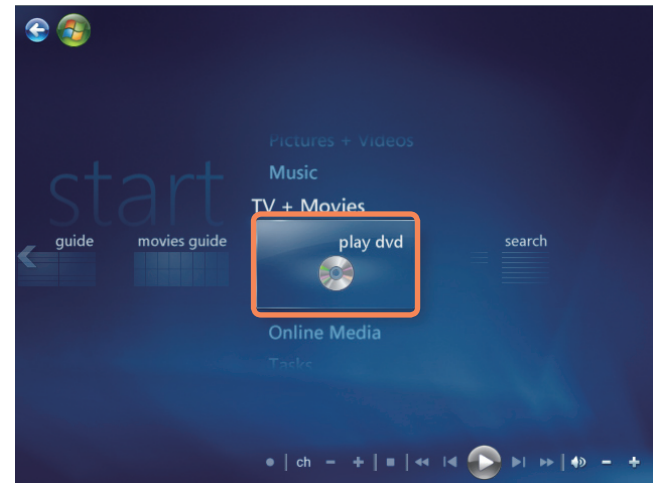 Pictures + Videos
start
Music
TV + Movies
guide
movies guide
play dvd
search
Online Media
Tasks
ch